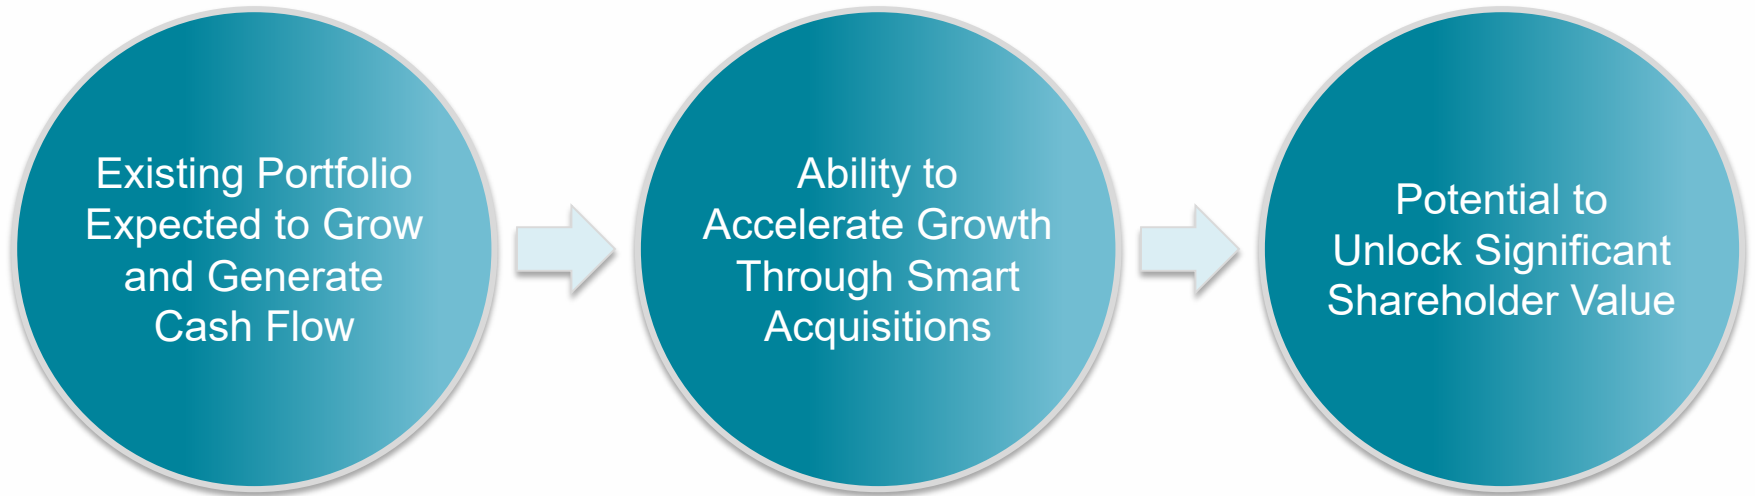 Existing Portfolio
Expected to Grow
and Generate
Cash Flow
Ability to
Accelerate Growth
Through Smart
Acquisitions
Potential to
Unlock Significant
Shareholder Value